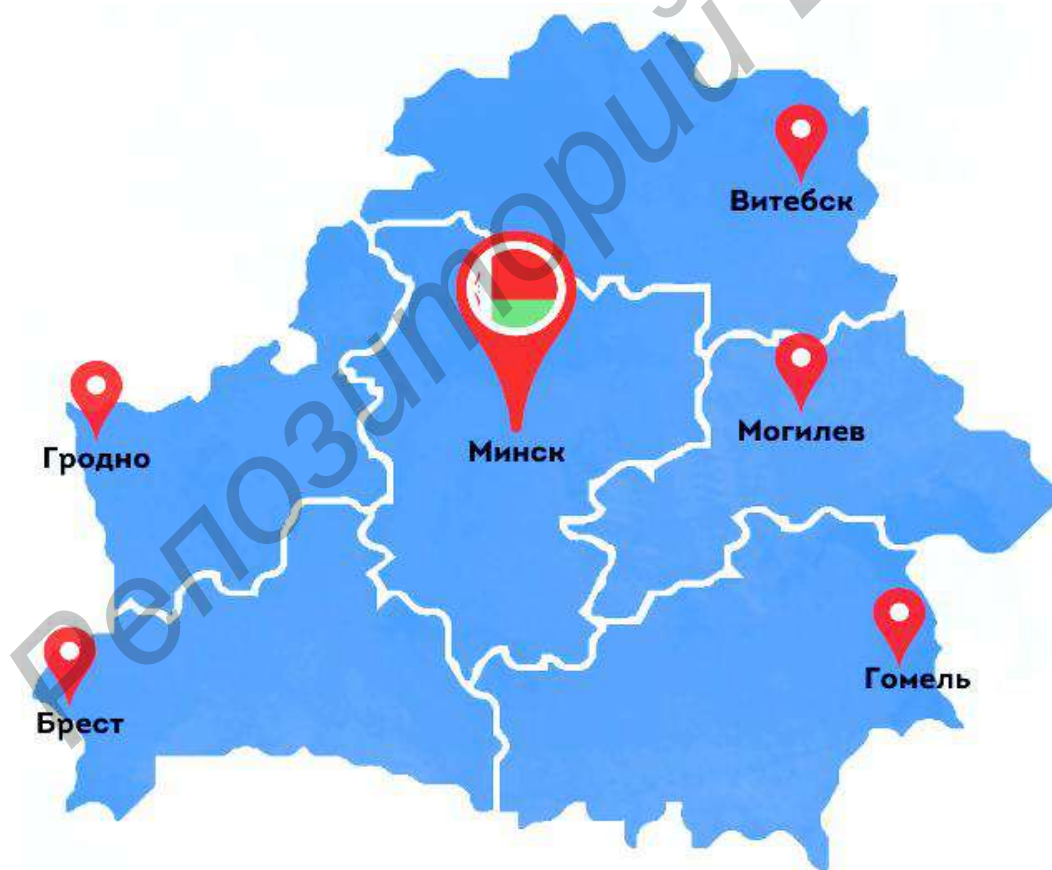 Витебск
Могилев
Минск
Гродно
Гомель
Брест
Репозиторий